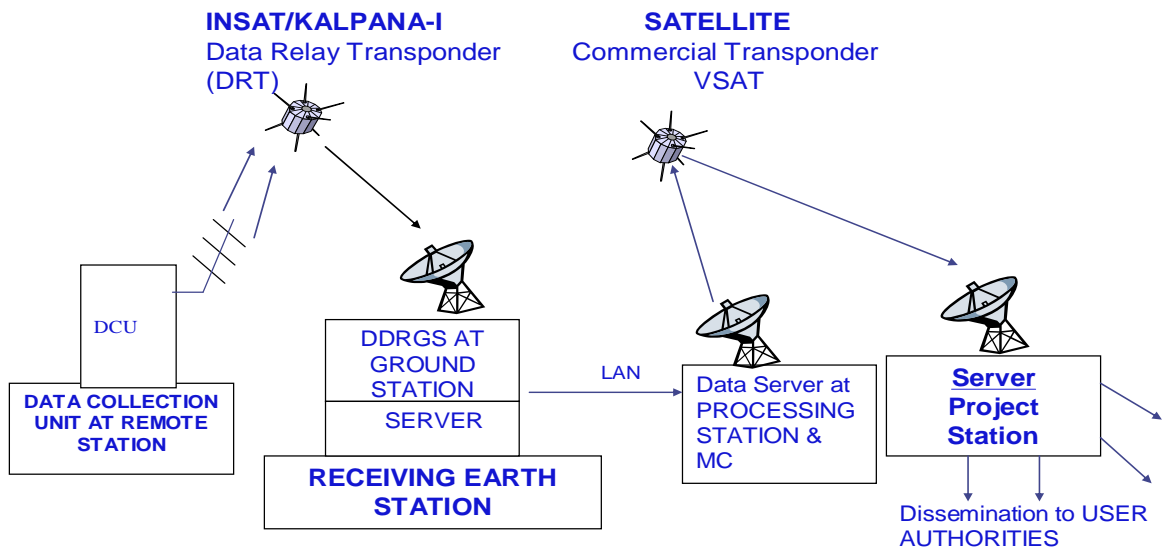 INSAT/KALPANA-I
Data Relay Transponder
(DRT)
SATELLITE
Commercial Transponder
VSAT
DCU
DATA COLLECTION
UNIT AT REMOTE
STATION
DDRGS AT
GROUND
STATION
SERVER
RECEIVING EARTH
STATION
LAN
Data Server at
PROCESSING
STATION &
MC
Server
Project
Station
Dissemination to USER
AUTHORITIES